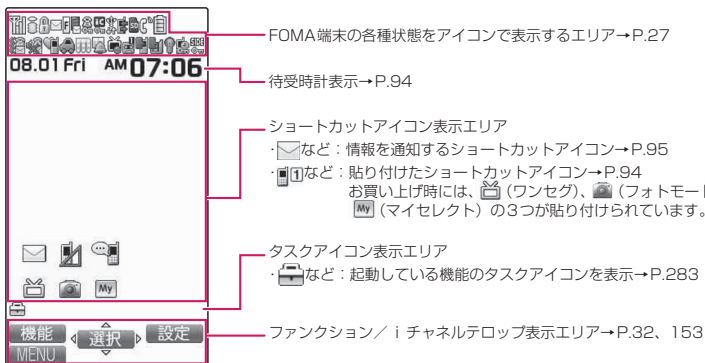 FOMA端末の各種状態をアイコンで表示するエリア→P.27
08.01 Fri AM 07:06
待受時計表示→P.94
ショートカットアイコン表示エリア
・など：情報を通知するショートカットアイコン→P.95
・1など：貼り付けたショートカットアイコン→P.94
お買い上げ時には、（ワンセグ）、（フォトモード
My（マイセレクト）の3つが貼り付けられています。
My
タスクアイコン表示エリア
・など：起動している機能のタスクアイコンを表示→P.283
機能 選択 設定
MENU
ファンクション／ｉチャネルテロップ表示エリア→P.32、153